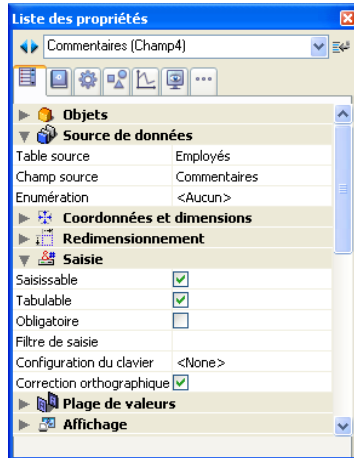 Liste des propriétés
Commentaires (Champ4)
Objets
Source de données
Table source Employés
Champ source Commentaires
Enumération <Aucun>
Coordonnées et dimensions
Redimensionnement
Saisie
Saisissable
Tabulable
Obligatoire
Filtre de saisie
Configuration du clavier <None>
Correction orthographique
Plage de valeurs
Affichage